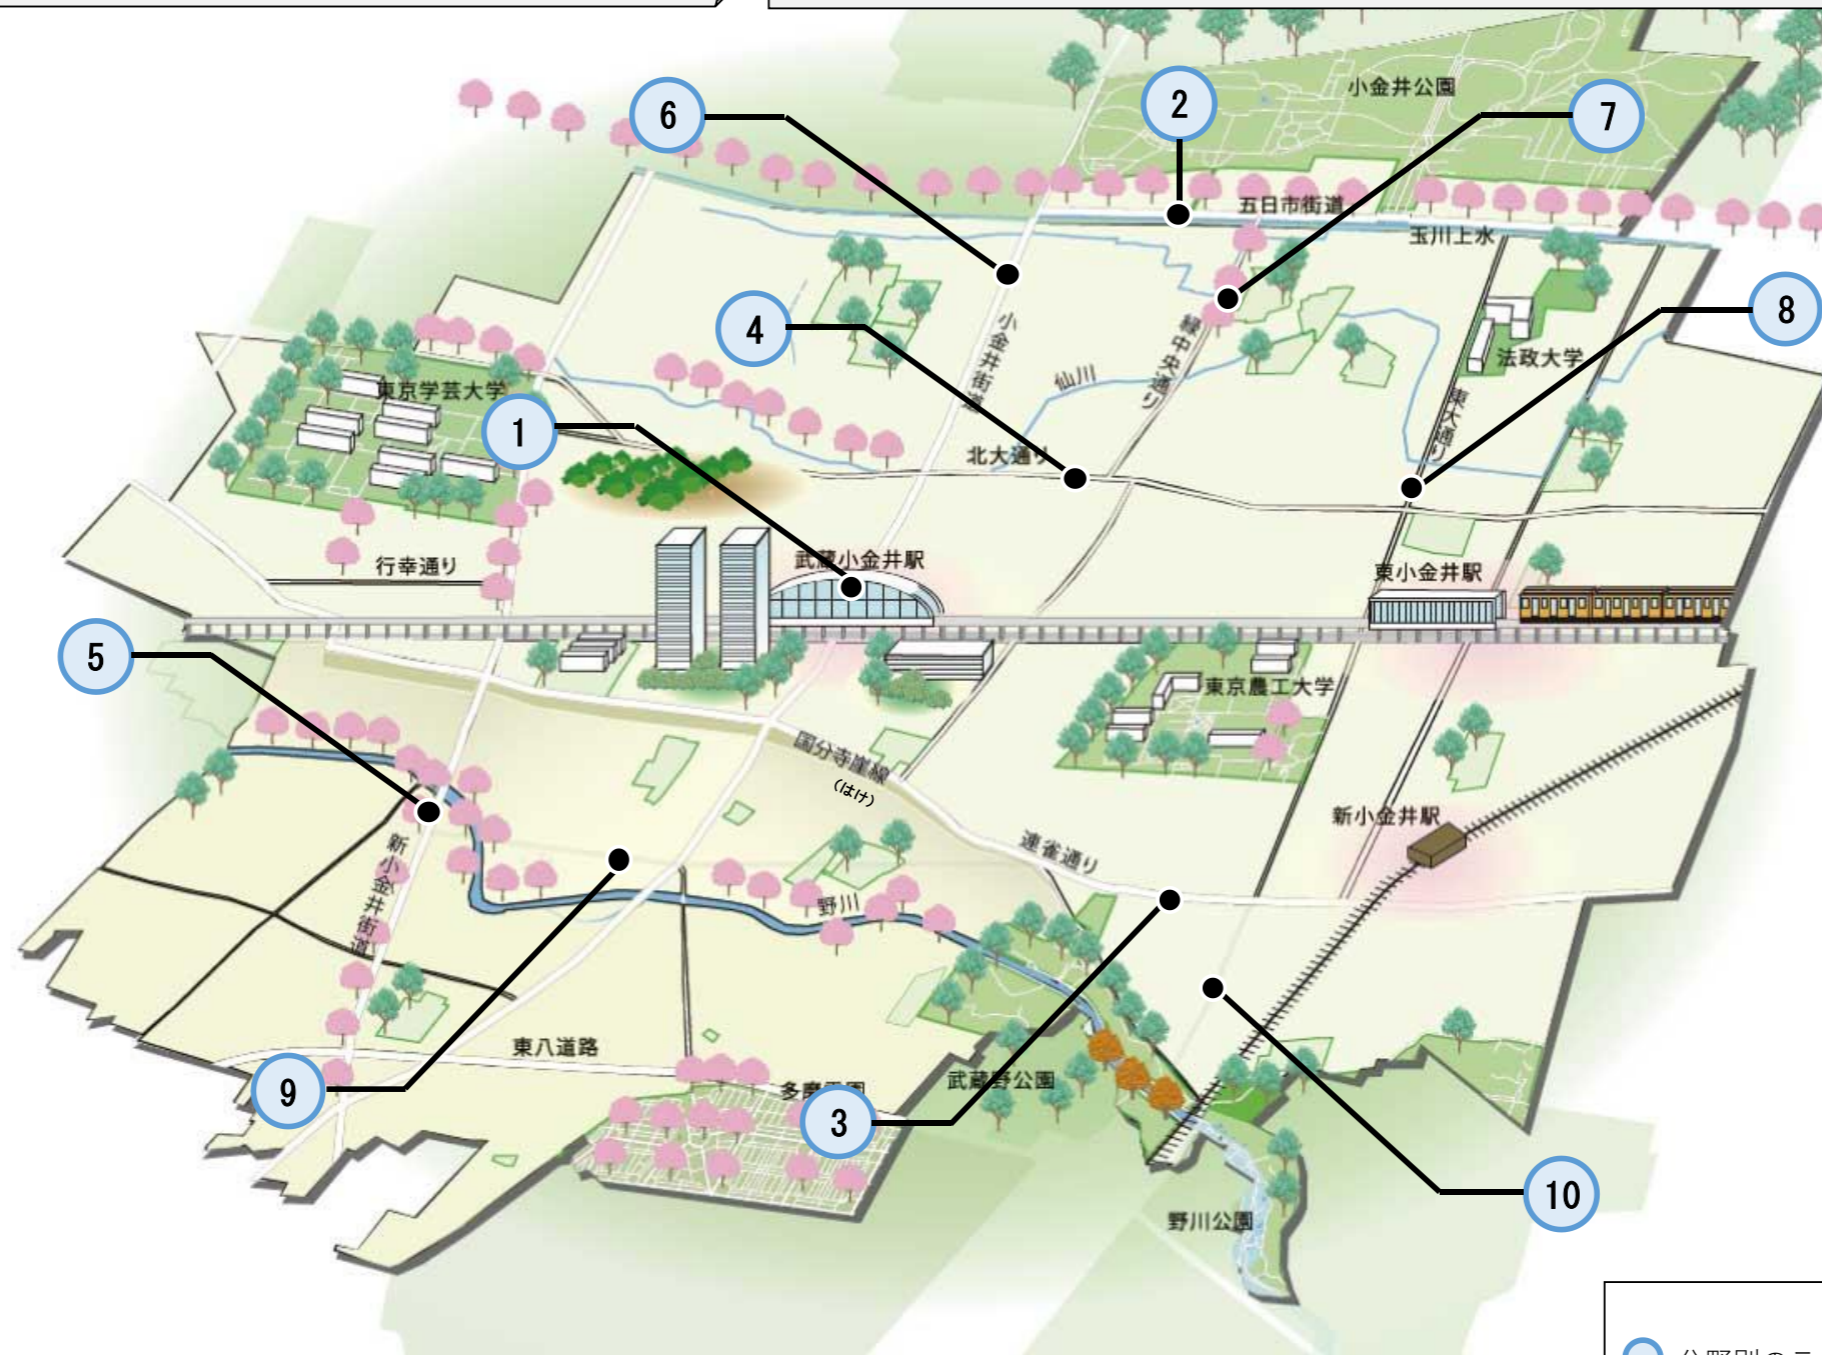 小金井公園
6
2
7
五日市街道
玉川上水
4
8
小金井街道
緑中央通り
仙川
法政大学
東京学芸大学
東大通り
1
北大通り
武蔵小金井駅
行幸通り
東小金井駅
5
東京農工大学
国分寺崖線
(はけ)
新小金井駅
連雀通り
新小金井街道
野川
東八道路
9
武蔵野公園
3
10
野川公園